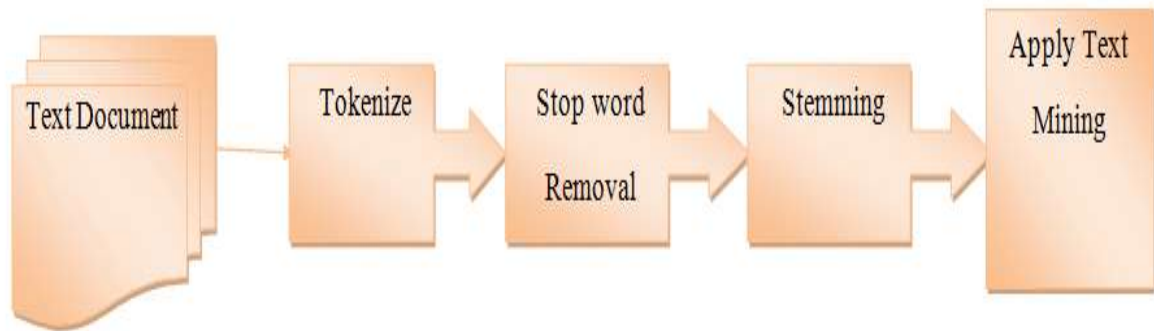 Text Document
Tokenize
Stop word
Removal
Stemming
Apply Text
Mining